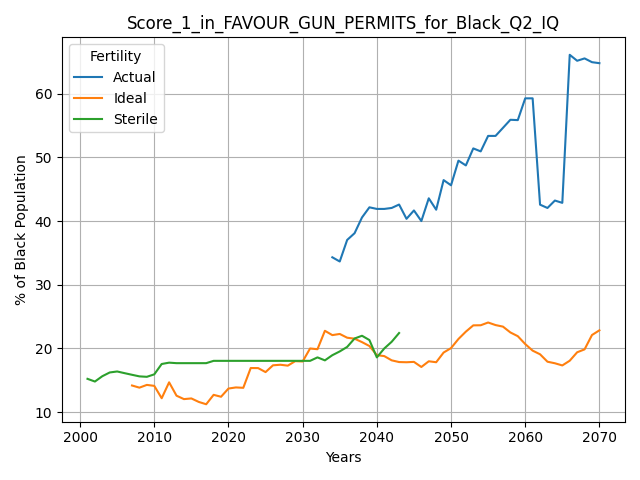 Score_1_in_FAVOUR_GUN_PERMITS_for_Black_Q2_IQ
Fertility
Actual
Ideal
Sterile
% of Black Population
60
50
40
30
20
10
2000 2010 2020 2030 2040 2050 2060 2070
Years